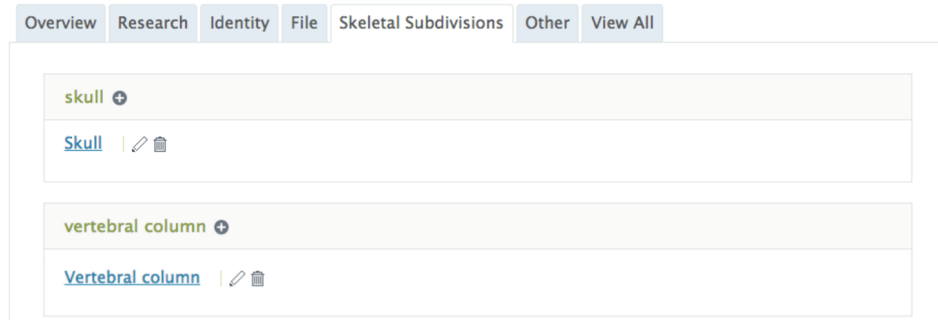 Overview Research Identity File Skeletal Subdivisions Other View All
skull
Skull
vertebral column
Vertebral column